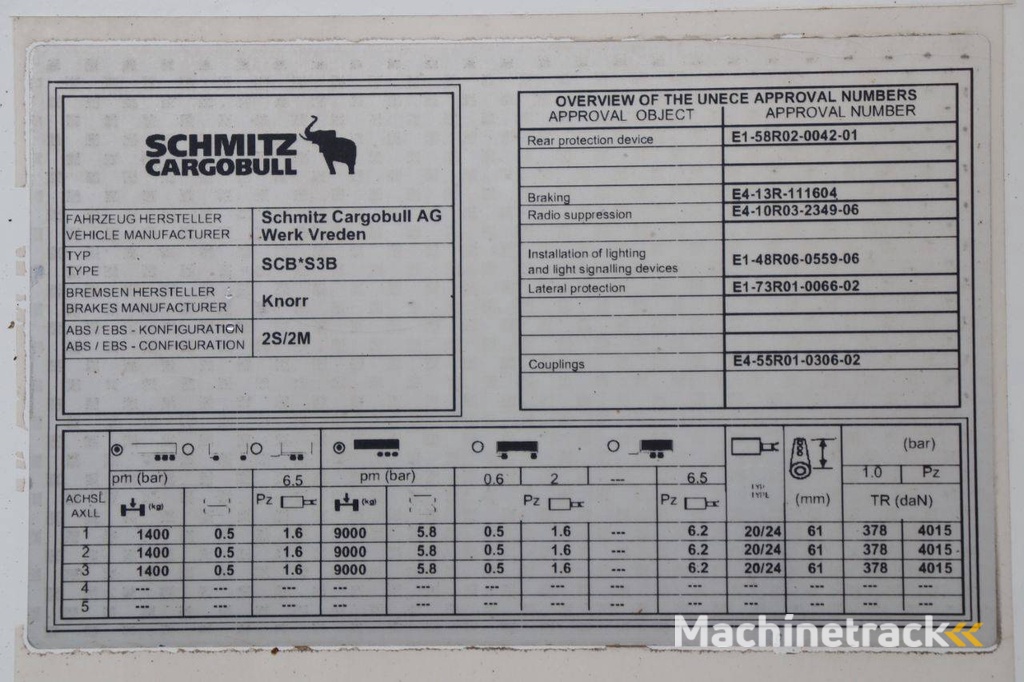 SCHMITZ
CARGOBULL
FAHRZEUG HERSTELLER
VEHICLE MANUFACTURER
Schmitz Cargobull AG
Werk Vreden
TYP
TYPE
SCB*S3B
BREMSEN HERSTELLER
BRAKES MANUFACTURER
Knorr
ABS / EBS - KONFIGURATION
ABS / EBS - CONFIGURATION
2S/2M
OVERVIEW OF THE UNECE APPROVAL NUMBERS
APPROVAL OBJECT APPROVAL NUMBER
Rear protection device E1-58R02-0042-01
Braking E4-13R-111604
Radio suppression E4-10R03-2349-06
Installation of lighting
and light signalling devices E1-48R06-0559-06
Lateral protection E1-73R01-0066-02
Couplings E4-55R01-0306-02
(bar)
pm (bar) 6.5 pm (bar) 0.6 2 --- 6.5 1.0 Pz
ACHSE
AXLE
(kg) Pz (kg) Pz Pz TYP
TYPE
(mm) TR (daN)
1 1400 0.5 1.6 9000 5.8 0.5 1.6 --- 6.2 20/24 61 378 4015
2 1400 0.5 1.6 9000 5.8 0.5 1.6 --- 6.2 20/24 61 378 4015
3 1400 0.5 1.6 9000 5.8 0.5 1.6 --- 6.2 20/24 61 378 4015
4 --- --- --- --- --- --- --- --- --- --- --- --- ---
5 --- --- --- --- --- --- --- --- --- --- --- --- ---
Machinetrack